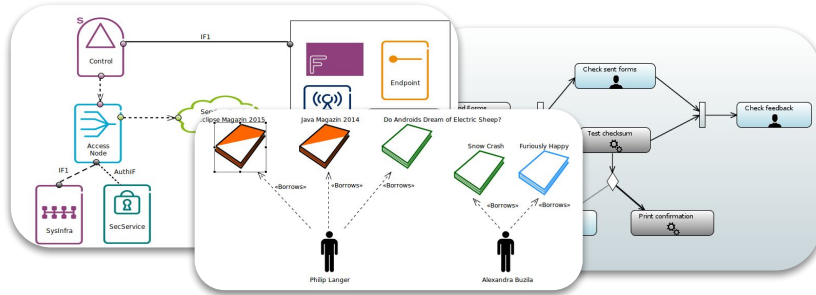 S
IF1
Control
F
Endpoint
Access
Node
IF1
AuthIF
SysInfra
SecService
Eclipse Magazin 2015
Java Magazin 2014
Do Androids Dream of Electric Sheep?
Snow Crash
Furiously Happy
«Borrows»
«Borrows»
«Borrows»
«Borrows»
«Borrows»
Philip Langer
Alexandra Buzila
Check sent forms
Forms
Check feedback
Test checksum
Print confirmation